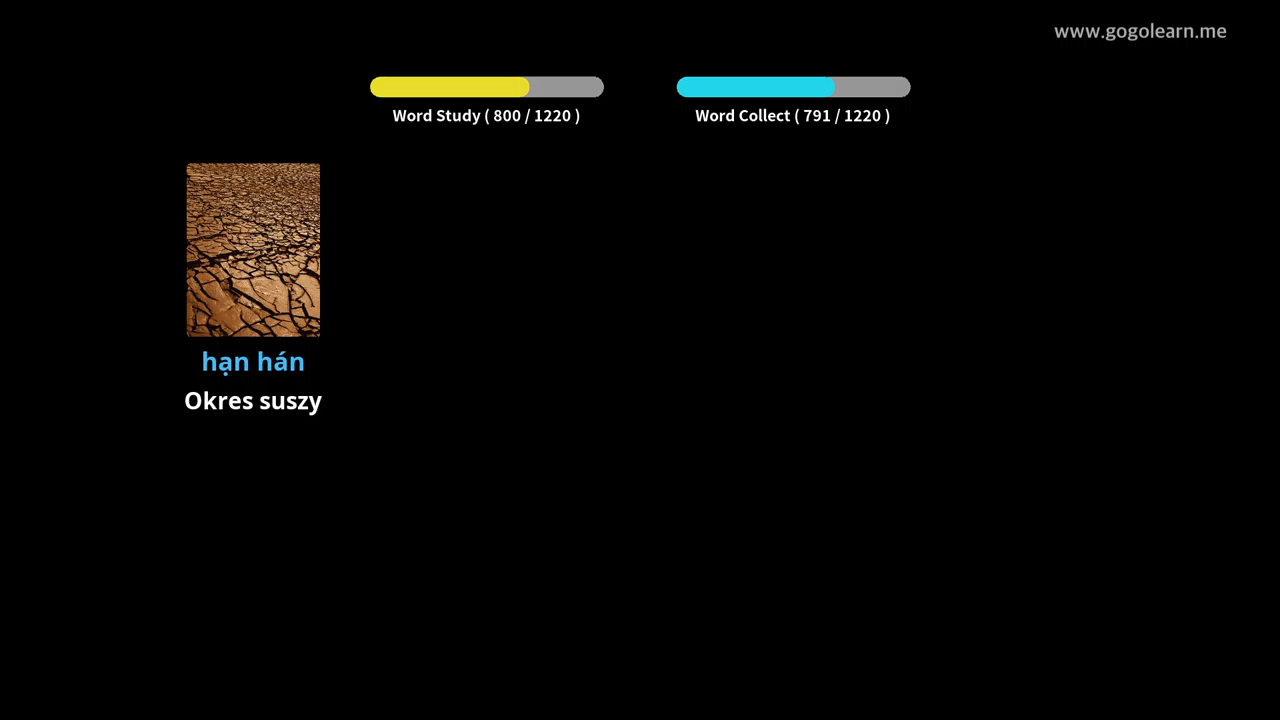 www.gogolearn.me
Word Study ( 800 / 1220 )
Word Collect ( 791 / 1220 )
hạn hán
Okres suszy